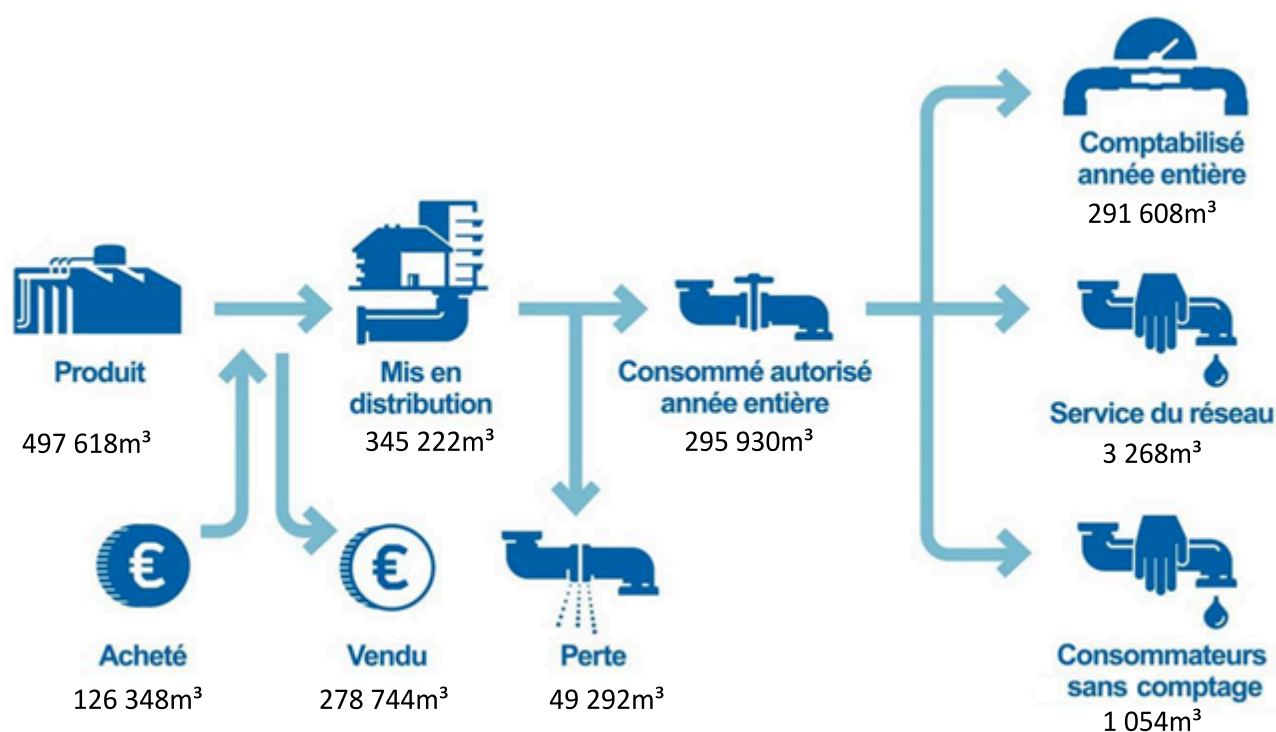 Comptabilisé
année entière
291 608m³
Produit
497 618m³
Mis en
distribution
345 222m³
Consommé autorisé
année entière
295 930m³
Service du réseau
3 268m³
€
Acheté
126 348m³
€
Vendu
278 744m³
Perte
49 292m³
Consommateurs
sans comptage
1 054m³